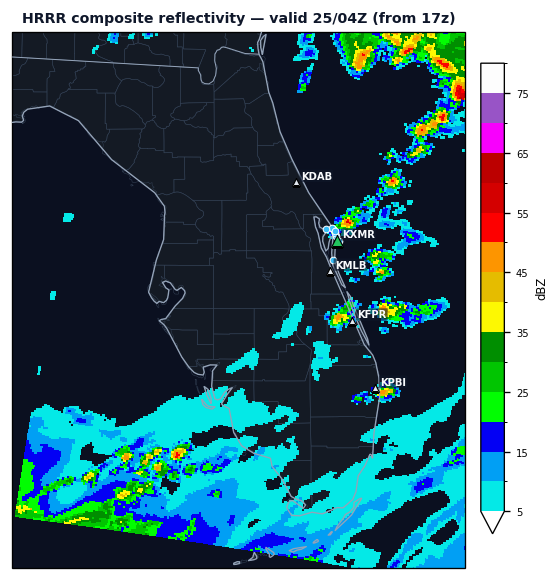 HRRR composite reflectivity — valid 25/04Z (from 17z)
KDAB
KXMR
KMLB
KFPR
KPBI
75
65
55
45
35
25
15
5
dBZ